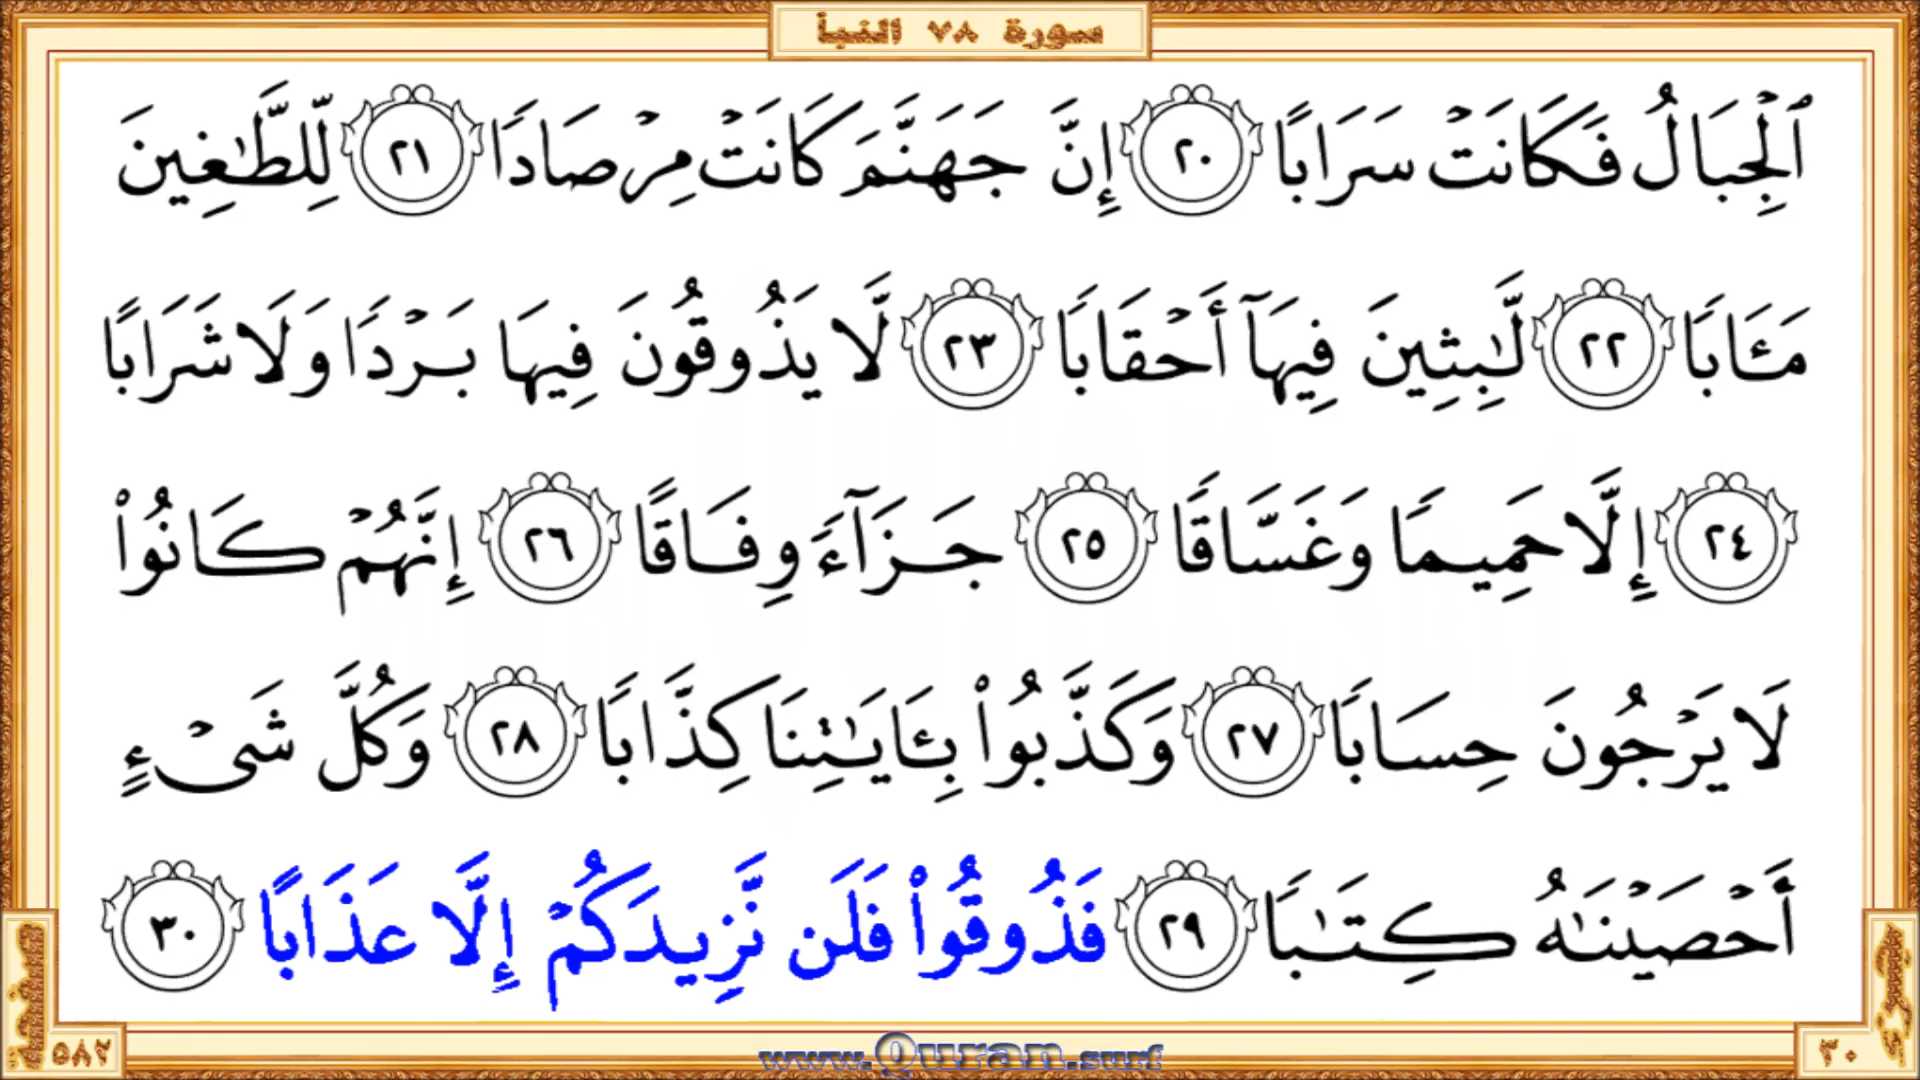 سورة ٧٨ النبأ
ٱلْجِبَالُ فَكَانَتْ سَرَابًا ٢٠ إِنَّ جَهَنَّمَ كَانَتْ مِرْصَادًا ٢١ لِّلطَّٰغِينَ
مَـَٔابًا ٢٢ لَّٰبِثِينَ فِيهَآ أَحْقَابًا ٢٣ لَّا يَذُوقُونَ فِيهَا بَرْدًا وَلَا شَرَابًا
٢٤ إِلَّا حَمِيمًا وَغَسَّاقًا ٢٥ جَزَآءً وِفَاقًا ٢٦ إِنَّهُمْ كَانُوا۟
لَا يَرْجُونَ حِسَابًا ٢٧ وَكَذَّبُوا۟ بِـَٔايَٰتِنَا كِذَّابًا ٢٨ وَكُلَّ شَىْءٍ
أَحْصَيْنَٰهُ كِتَٰبًا ٢٩ فَذُوقُوا۟ فَلَن نَّزِيدَكُمْ إِلَّا عَذَابًا ٣٠
صفحة ٥٨٢
www.Quran.surf
٣٠